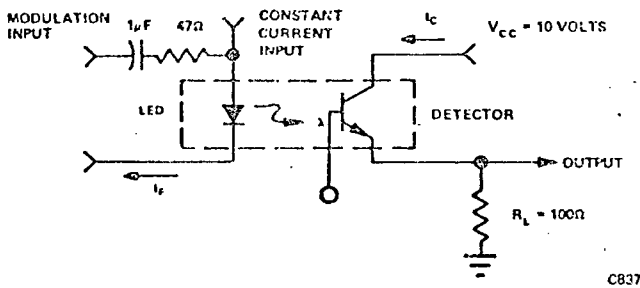 MODULATION
INPUT
1μF
47Ω
CONSTANT
CURRENT
INPUT
IC
VCC = 10 VOLTS
LED
λ
DETECTOR
IF
OUTPUT
RL = 100Ω
C837